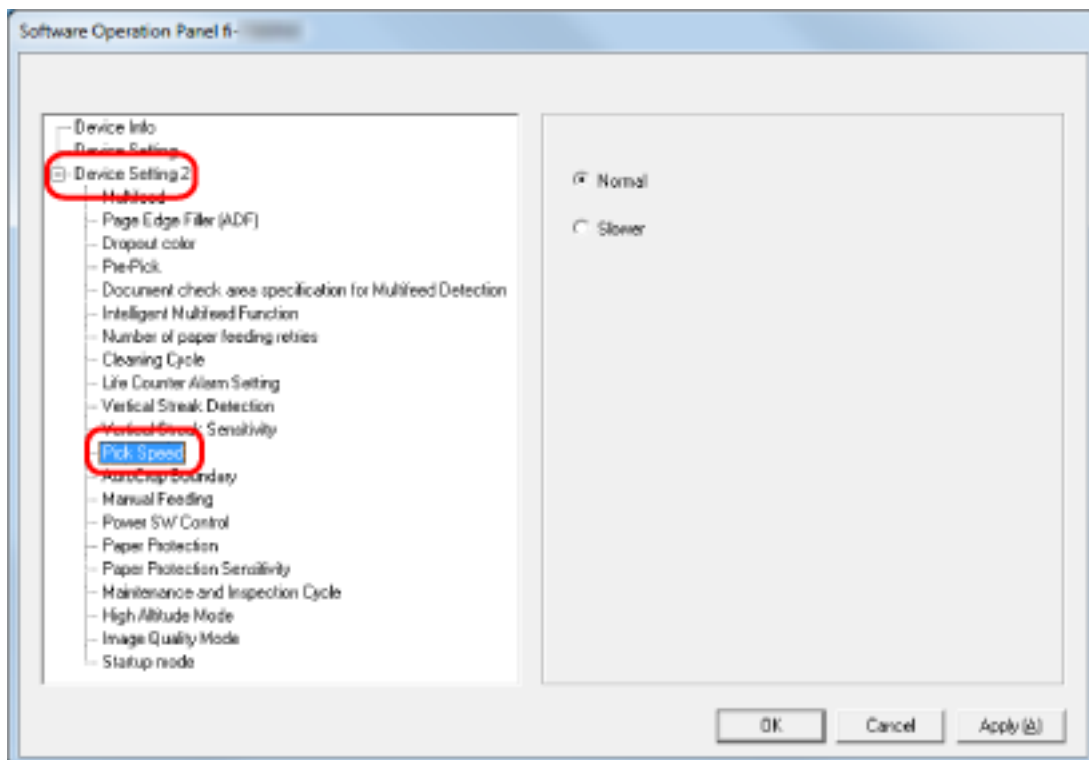 Software Operation Panel fi-
Device Info
Device Setting
Device Setting 2
Multifeed
Page Edge Filler (ADF)
Dropout color
Pre-Pick
Document check area specification for Multifeed Detection
Intelligent Multifeed Function
Number of paper feeding retries
Cleaning Cycle
Life Counter Alarm Setting
Vertical Streak Detection
Vertical Streak Sensitivity
Pick Speed
AutoCrop Boundary
Manual Feeding
Power SW Control
Paper Protection
Paper Protection Sensitivity
Maintenance and Inspection Cycle
High Altitude Mode
Image Quality Mode
Startup mode
Normal
Slower
OK Cancel Apply (A)